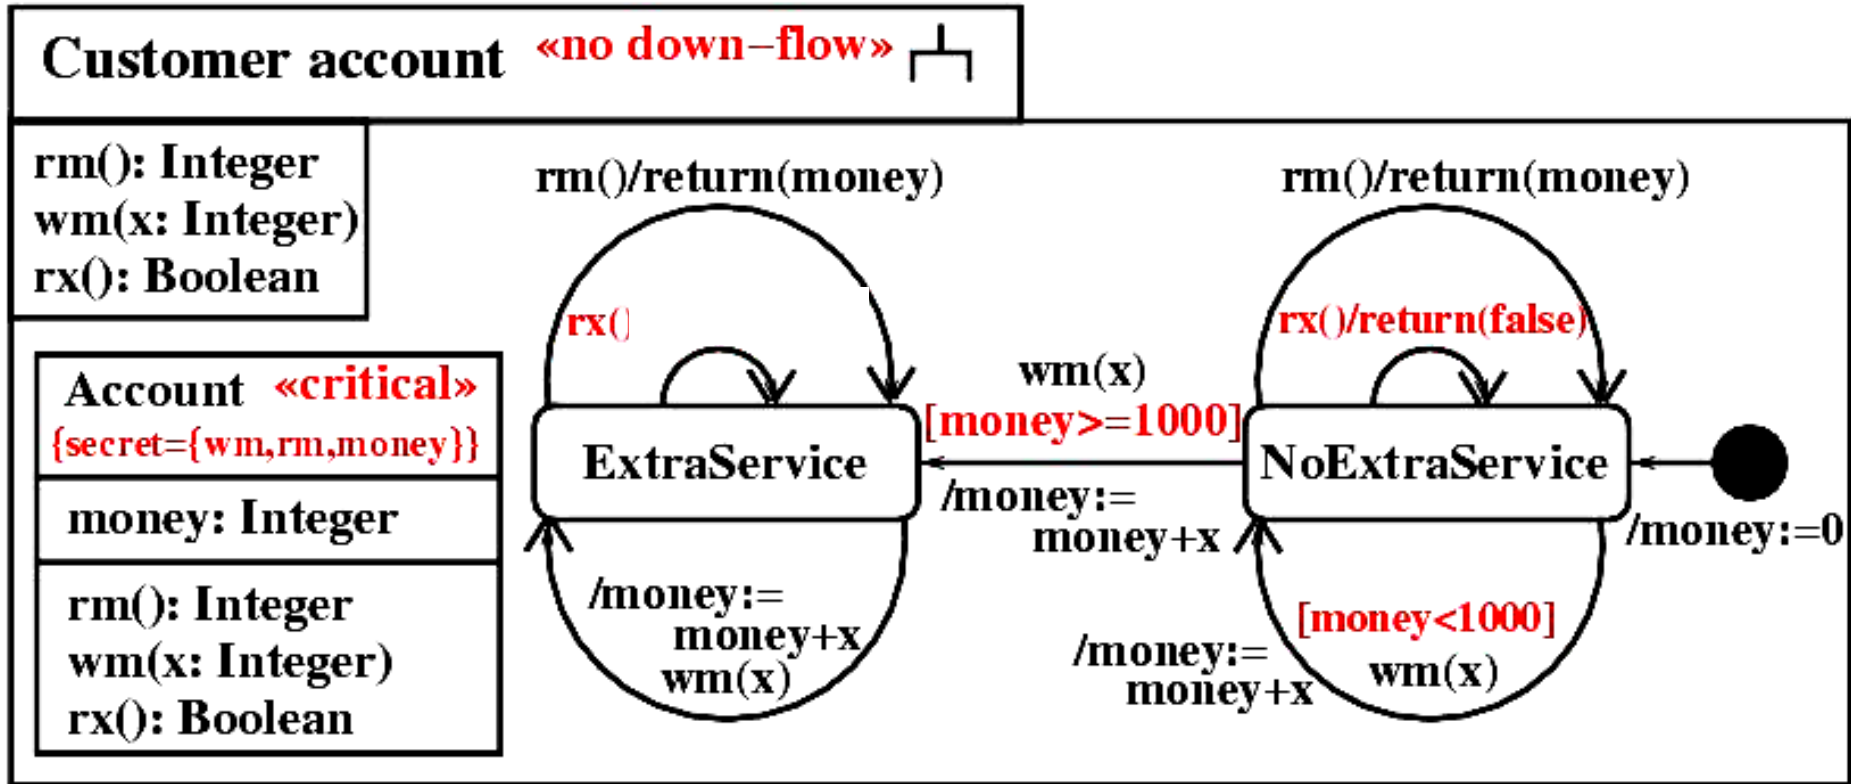 Customer account «no down–flow»
rm(): Integer
wm(x: Integer)
rx(): Boolean
Account «critical»
{secret={wm,rm,money}}
money: Integer
rm(): Integer
wm(x: Integer)
rx(): Boolean
rm()/return(money)
rx()
ExtraService
/money:=
money+x
wm(x)
wm(x)
[money>=1000]
/money:=
money+x
rm()/return(money)
rx()/return(false)
NoExtraService
/money:=0
[money<1000]
wm(x)
/money:=
money+x